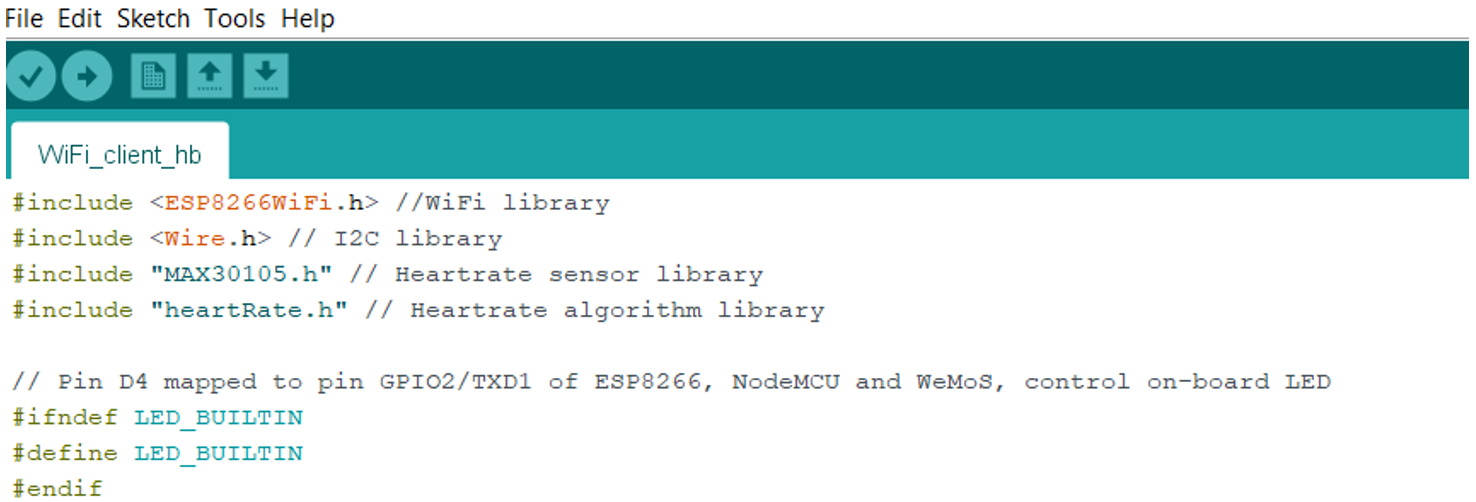 File Edit Sketch Tools Help
WiFi_client_hb
#include <ESP8266WiFi.h> //WiFi library
#include <Wire.h> // I2C library
#include "MAX30105.h" // Heartrate sensor library
#include "heartRate.h" // Heartrate algorithm library
// Pin D4 mapped to pin GPIO2/TXD1 of ESP8266, NodeMCU and WeMoS, control on-board LED
#ifndef LED_BUILTIN
#define LED_BUILTIN
#endif